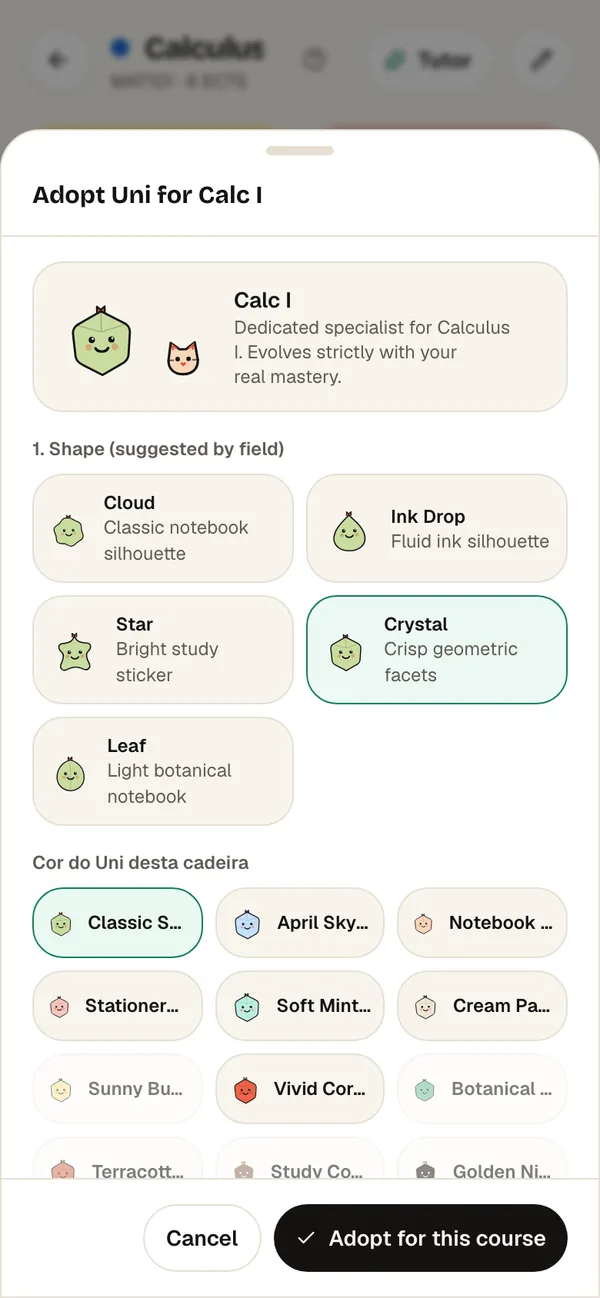 Calculus
Tutor
Adopt Uni for Calc I
Calc I
Dedicated specialist for Calculus
I. Evolves strictly with your
real mastery.
1. Shape (suggested by field)
Cloud
Classic notebook
silhouette
Ink Drop
Fluid ink silhouette
Star
Bright study
sticker
Crystal
Crisp geometric
facets
Leaf
Light botanical
notebook
Cor do Uni desta cadeira
Classic S...
April Sky...
Notebook ...
Stationer...
Soft Mint...
Cream Pa...
Sunny Bu...
Vivid Cor...
Botanical ...
Terracott...
Study Co...
Golden Ni...
Cancel
Adopt for this course